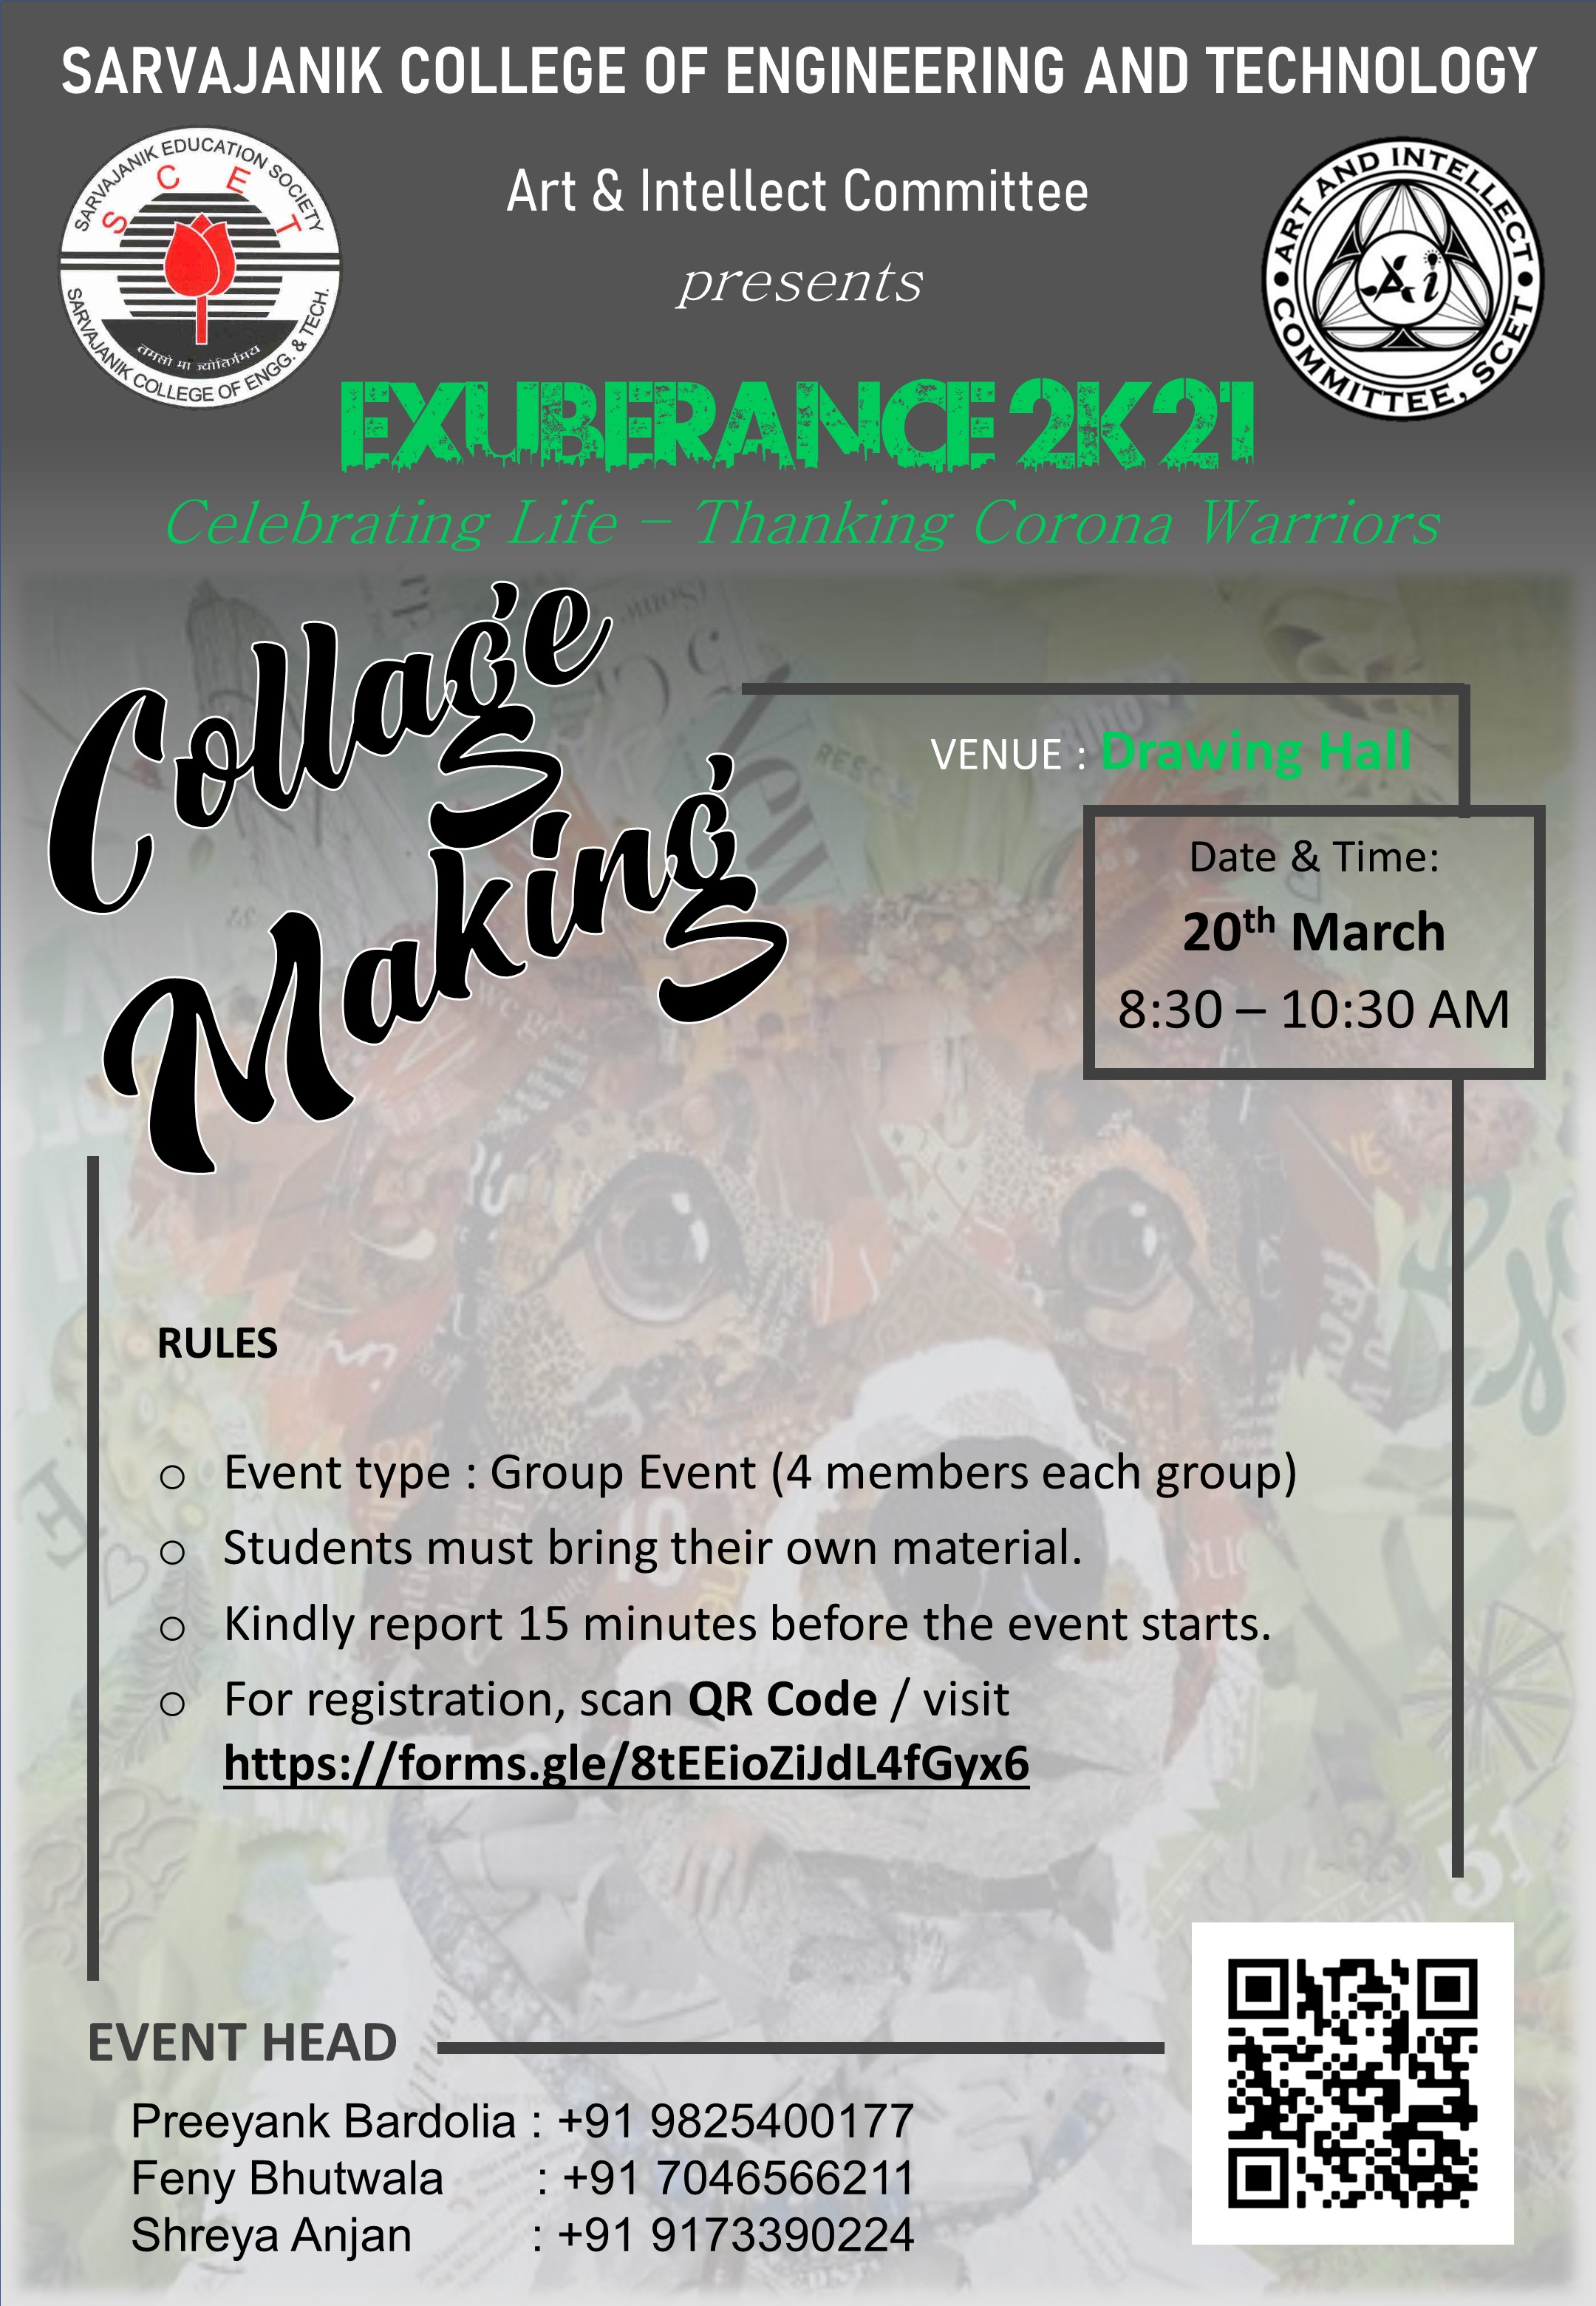 SARVAJANIK COLLEGE OF ENGINEERING AND TECHNOLOGY
SARVAJANIK EDUCATION SOCIETY
S C E T
तमसो मा ज्योतिर्गमय
SARVAJANIK COLLEGE OF ENGG. & TECH.
Art & Intellect Committee
presents
ART AND INTELLECT
Ai
COMMITTEE, SCET
EXUBERANCE 2K21
Celebrating Life – Thanking Corona Warriors
Collage
Making
VENUE : Drawing Hall
Date & Time:
20th March
8:30 – 10:30 AM
RULES
o Event type : Group Event (4 members each group)
o Students must bring their own material.
o Kindly report 15 minutes before the event starts.
o For registration, scan QR Code / visit
https://forms.gle/8tEEioZiJdL4fGyx6
EVENT HEAD
Preeyank Bardolia : +91 9825400177
Feny Bhutwala : +91 7046566211
Shreya Anjan : +91 9173390224